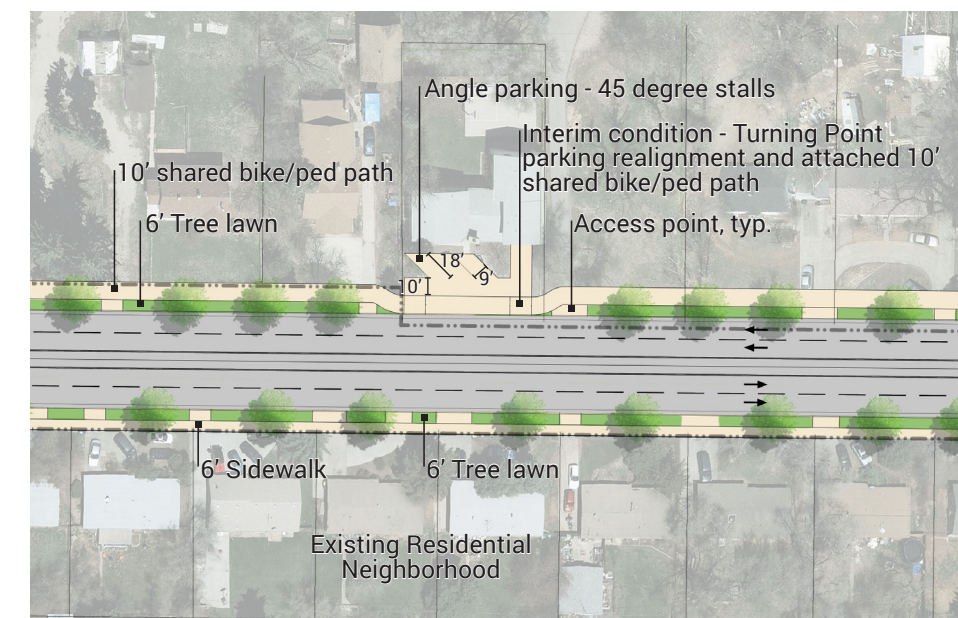 Angle parking - 45 degree stalls
Interim condition - Turning Point
parking realignment and attached 10’
shared bike/ped path
10’ shared bike/ped path
6’ Tree lawn
Access point, typ.
18’
9’
10’
6’ Sidewalk
6’ Tree lawn
Existing Residential
Neighborhood